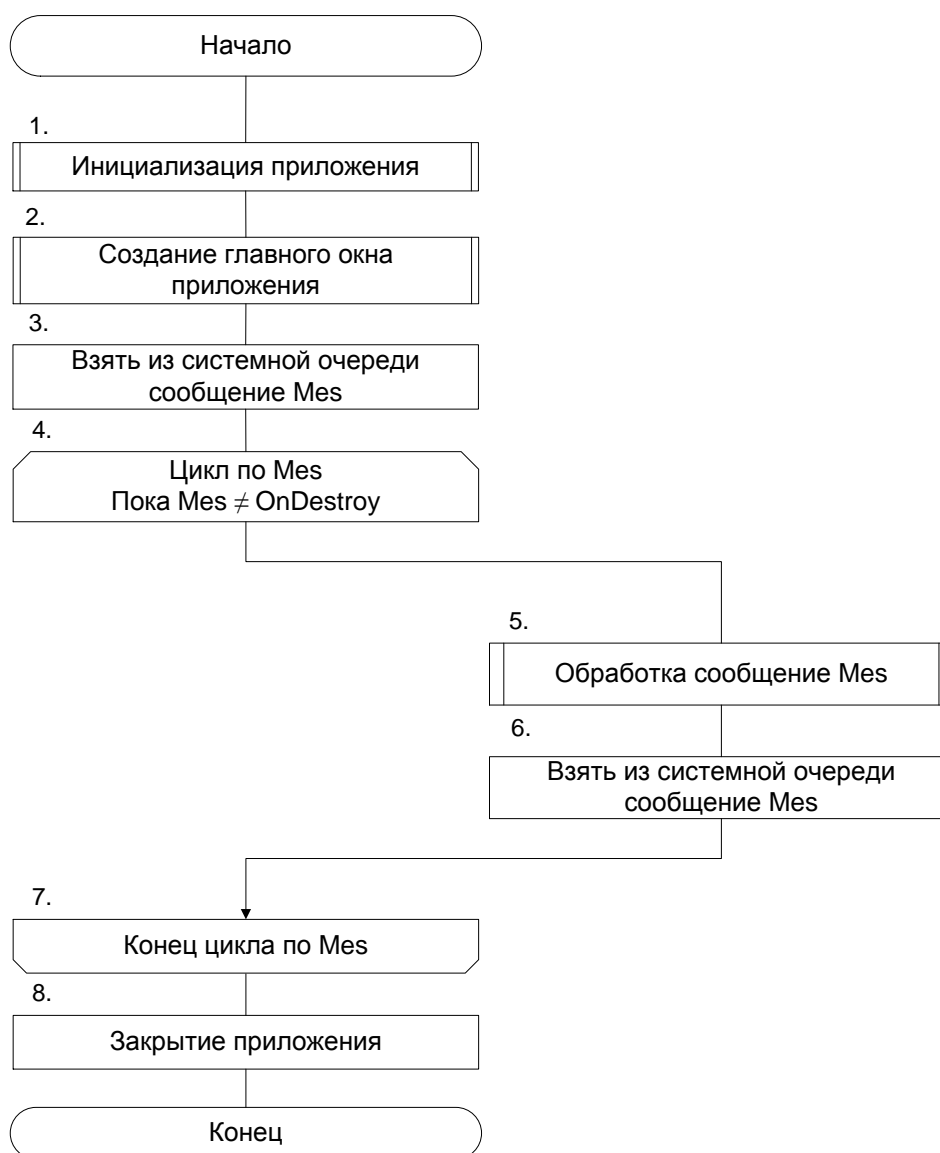 Начало
1.
Инициализация приложения
2.
Создание главного окна
приложения
3.
Взять из системной очереди
сообщение Mes
4.
Цикл по Mes
Пока Mes ≠ OnDestroy
5.
Обработка сообщение Mes
6.
Взять из системной очереди
сообщение Mes
7.
Конец цикла по Mes
8.
Закрытие приложения
Конец